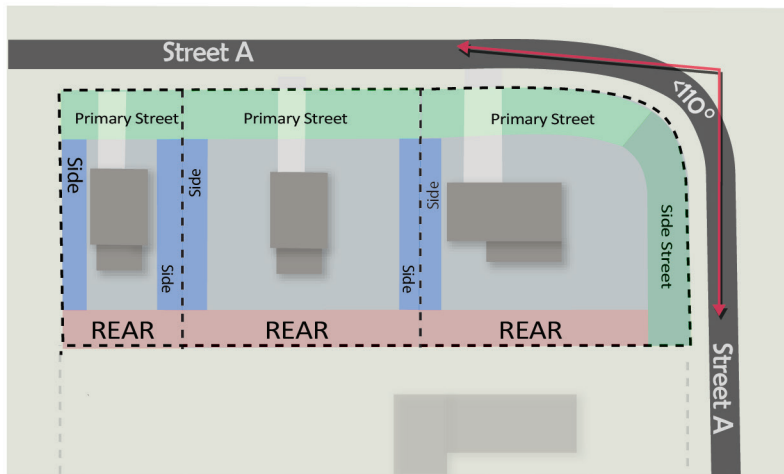 Street A
<110°
Primary Street
Primary Street
Primary Street
Side
Side
Side
Side Street
Side
Side
REAR
REAR
REAR
Street A